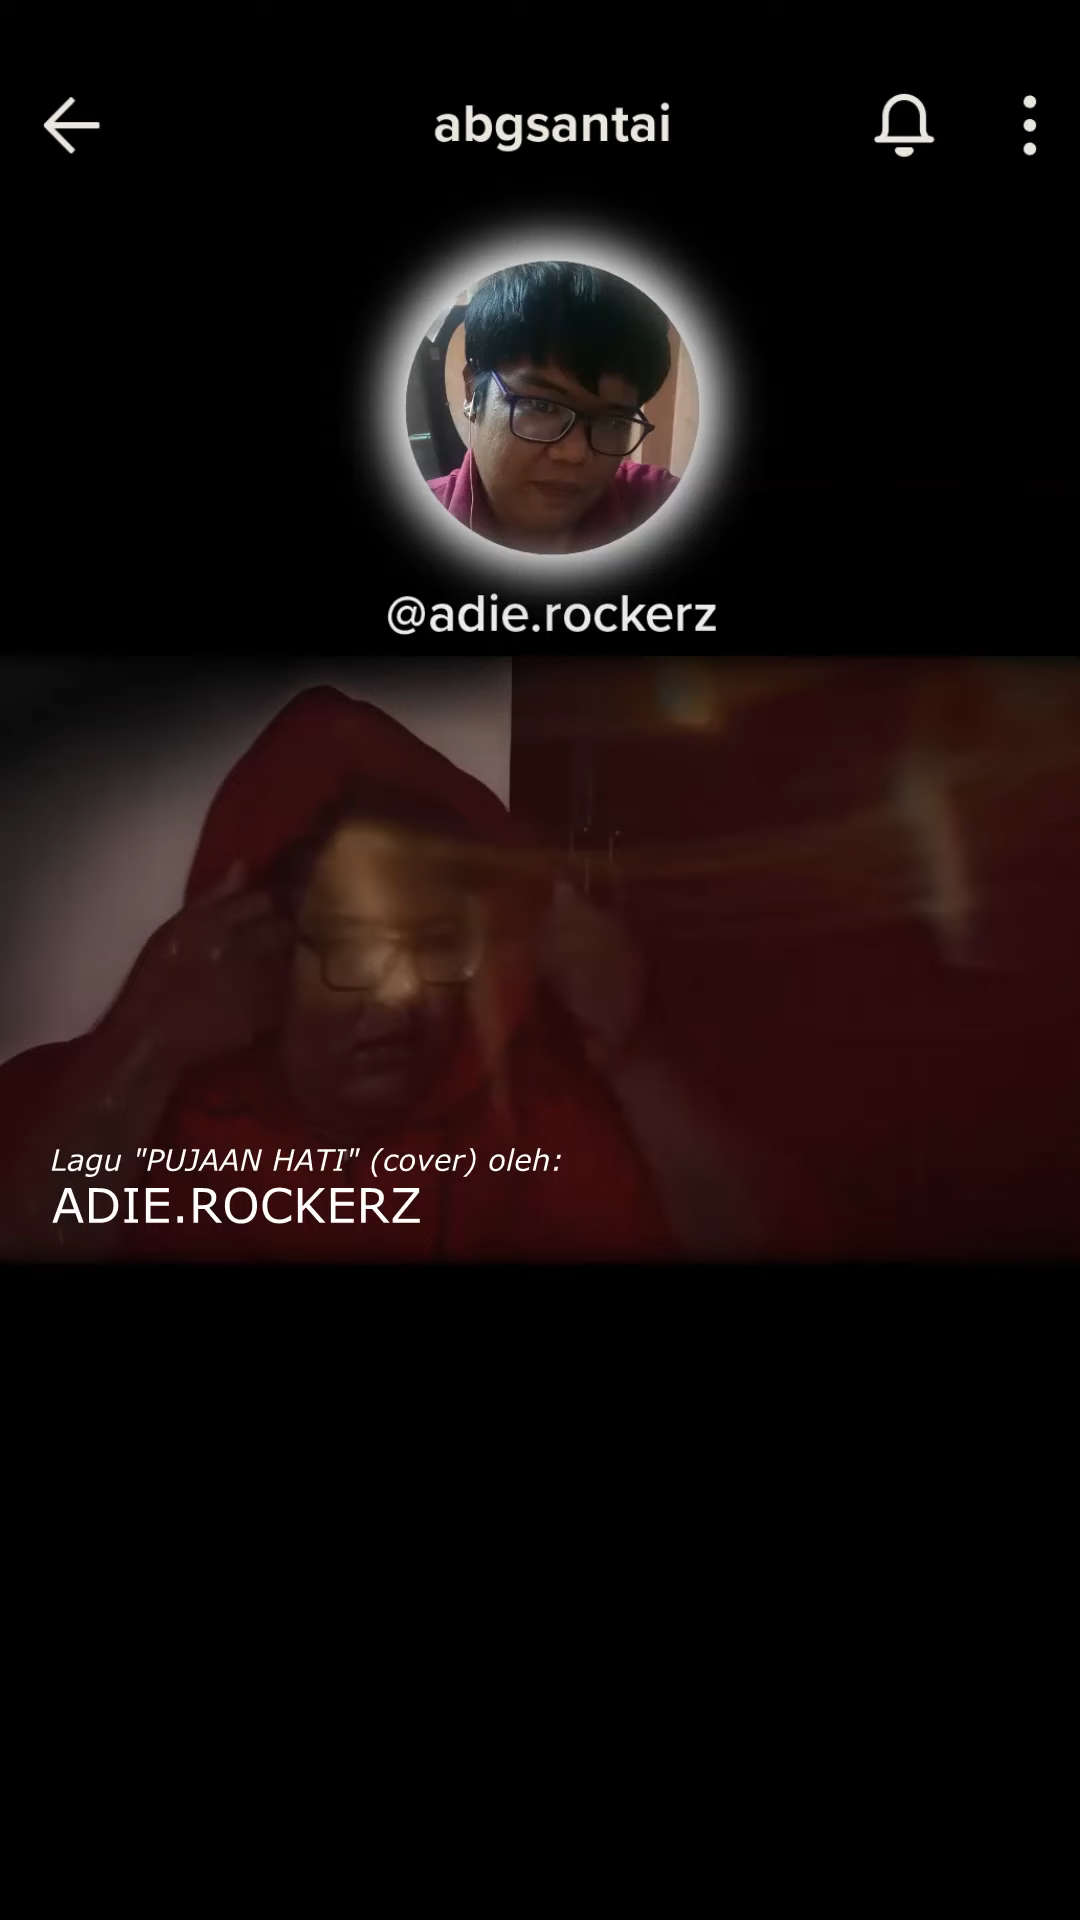 abgsantai
@adie.rockerz
Lagu "PUJAAN HATI" (cover) oleh:
ADIE.ROCKERZ